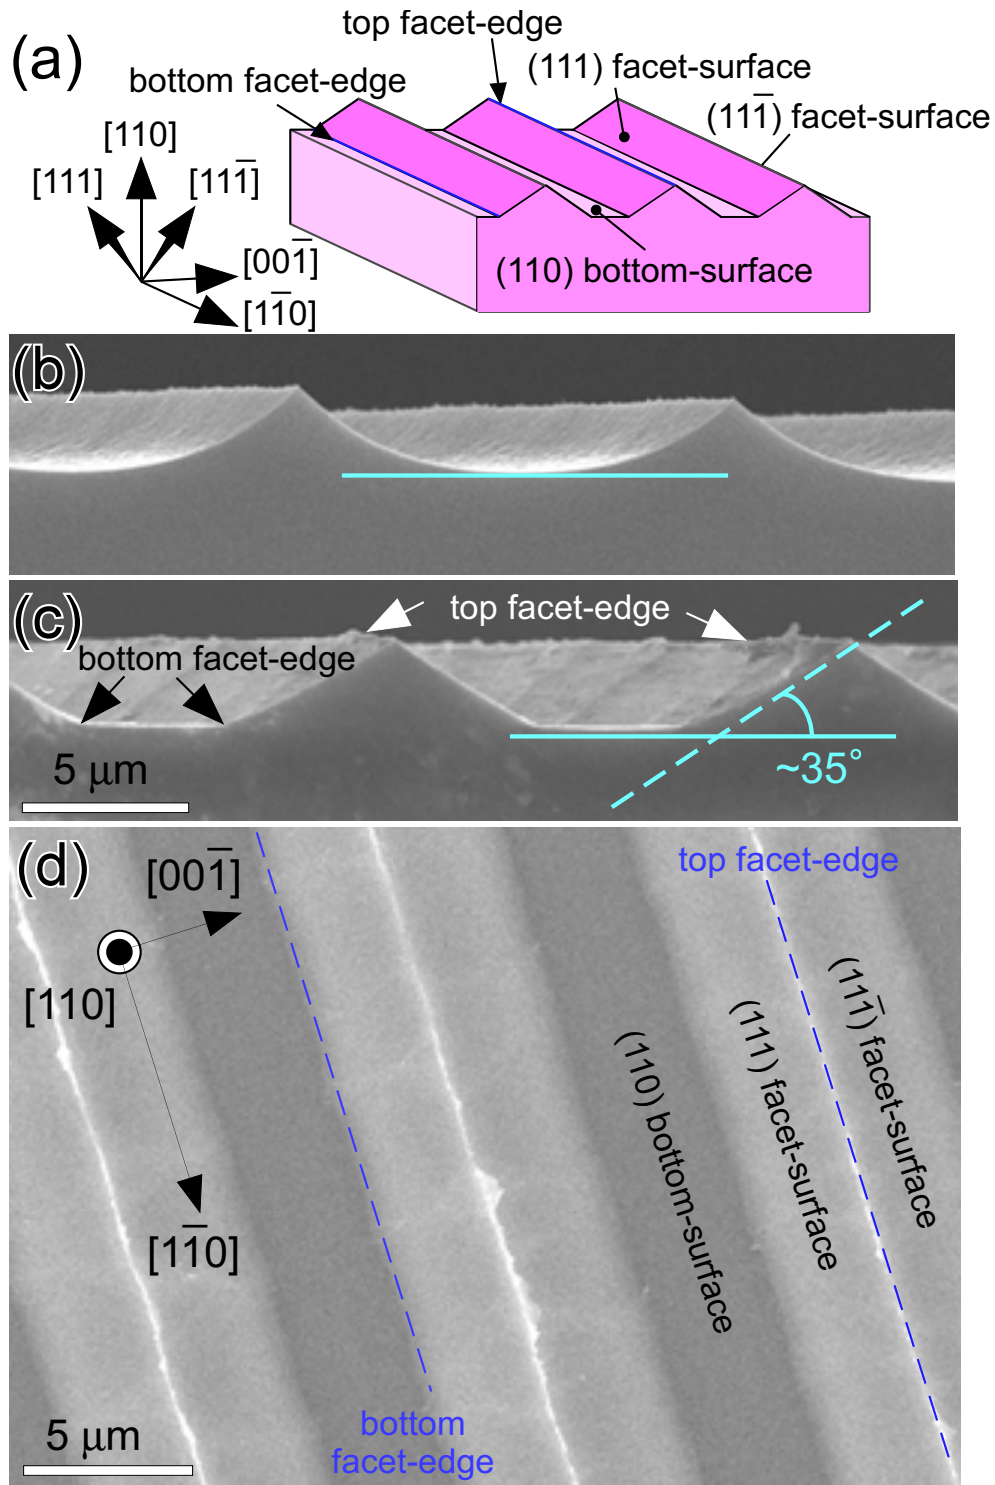 (a)
top facet-edge
bottom facet-edge
(111) facet-surface
(111̅) facet-surface
[110]
[111]
[111̅]
[001̅]
[11̅0]
(110) bottom-surface
(b)
(c)
top facet-edge
bottom facet-edge
5 μm
~35°
(d)
[001̅]
[110]
[11̅0]
top facet-edge
(111̅) facet-surface
(111) facet-surface
(110) bottom-surface
bottom
facet-edge
5 μm